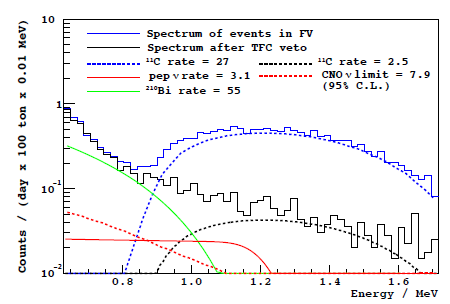 10
Spectrum of events in FV
Spectrum after TFC veto
¹¹C rate = 27
¹¹C rate = 2.5
pep ν rate = 3.1
CNO ν limit = 7.9
(95% C.L.)
²¹⁰Bi rate = 55
1
10⁻¹
10⁻²
Counts / (day x 100 ton x 0.01 MeV)
0.8 1.0 1.2 1.4 1.6
Energy / MeV